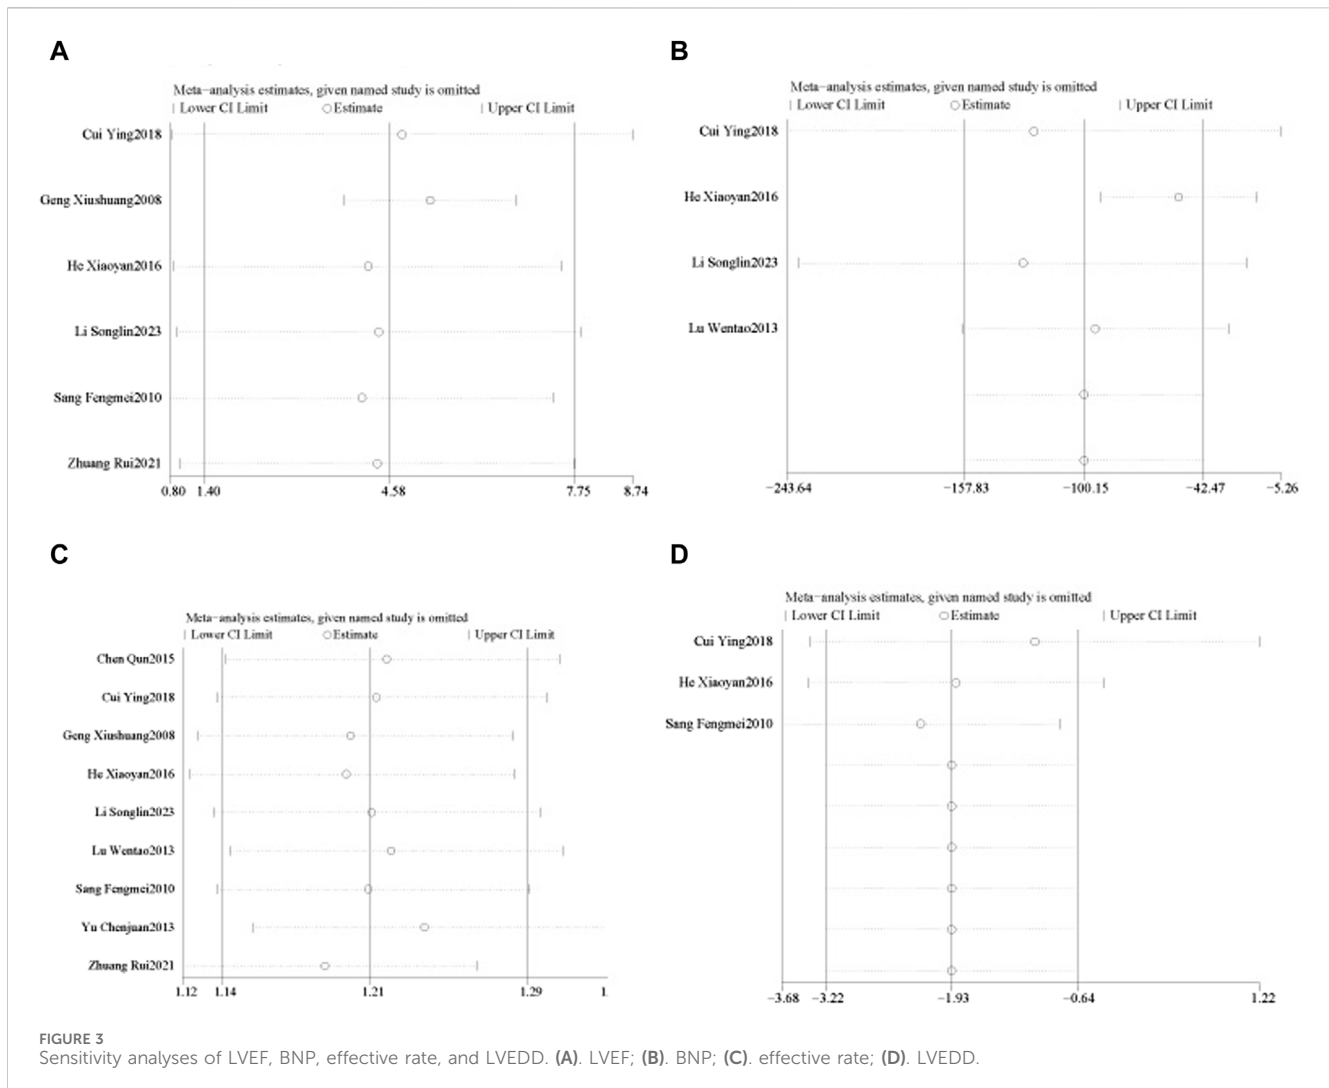 A
Meta-analysis estimates, given named study is omitted
| Lower CI Limit ○ Estimate | Upper CI Limit
Cui Ying2018
Geng Xiushuang2008
He Xiaoyan2016
Li Songlin2023
Sang Fengmei2010
Zhuang Rui2021
0.80 1.40 4.58 7.75 8.74
B
Meta-analysis estimates, given named study is omitted
| Lower CI Limit ○ Estimate | Upper CI Limit
Cui Ying2018
He Xiaoyan2016
Li Songlin2023
Lu Wentao2013
-243.64 -157.83 -100.15 -42.47 -5.26
C
Meta-analysis estimates, given named study is omitted
| Lower CI Limit ○ Estimate | Upper CI Limit
Chen Qun2015
Cui Ying2018
Geng Xiushuang2008
He Xiaoyan2016
Li Songlin2023
Lu Wentao2013
Sang Fengmei2010
Yu Chenjuan2013
Zhuang Rui2021
1.12 1.14 1.21 1.29 1.
D
Meta-analysis estimates, given named study is omitted
| Lower CI Limit ○ Estimate | Upper CI Limit
Cui Ying2018
He Xiaoyan2016
Sang Fengmei2010
-3.68 -3.22 -1.93 -0.64 1.22
FIGURE 3
Sensitivity analyses of LVEF, BNP, effective rate, and LVEDD. (A). LVEF; (B). BNP; (C). effective rate; (D). LVEDD.